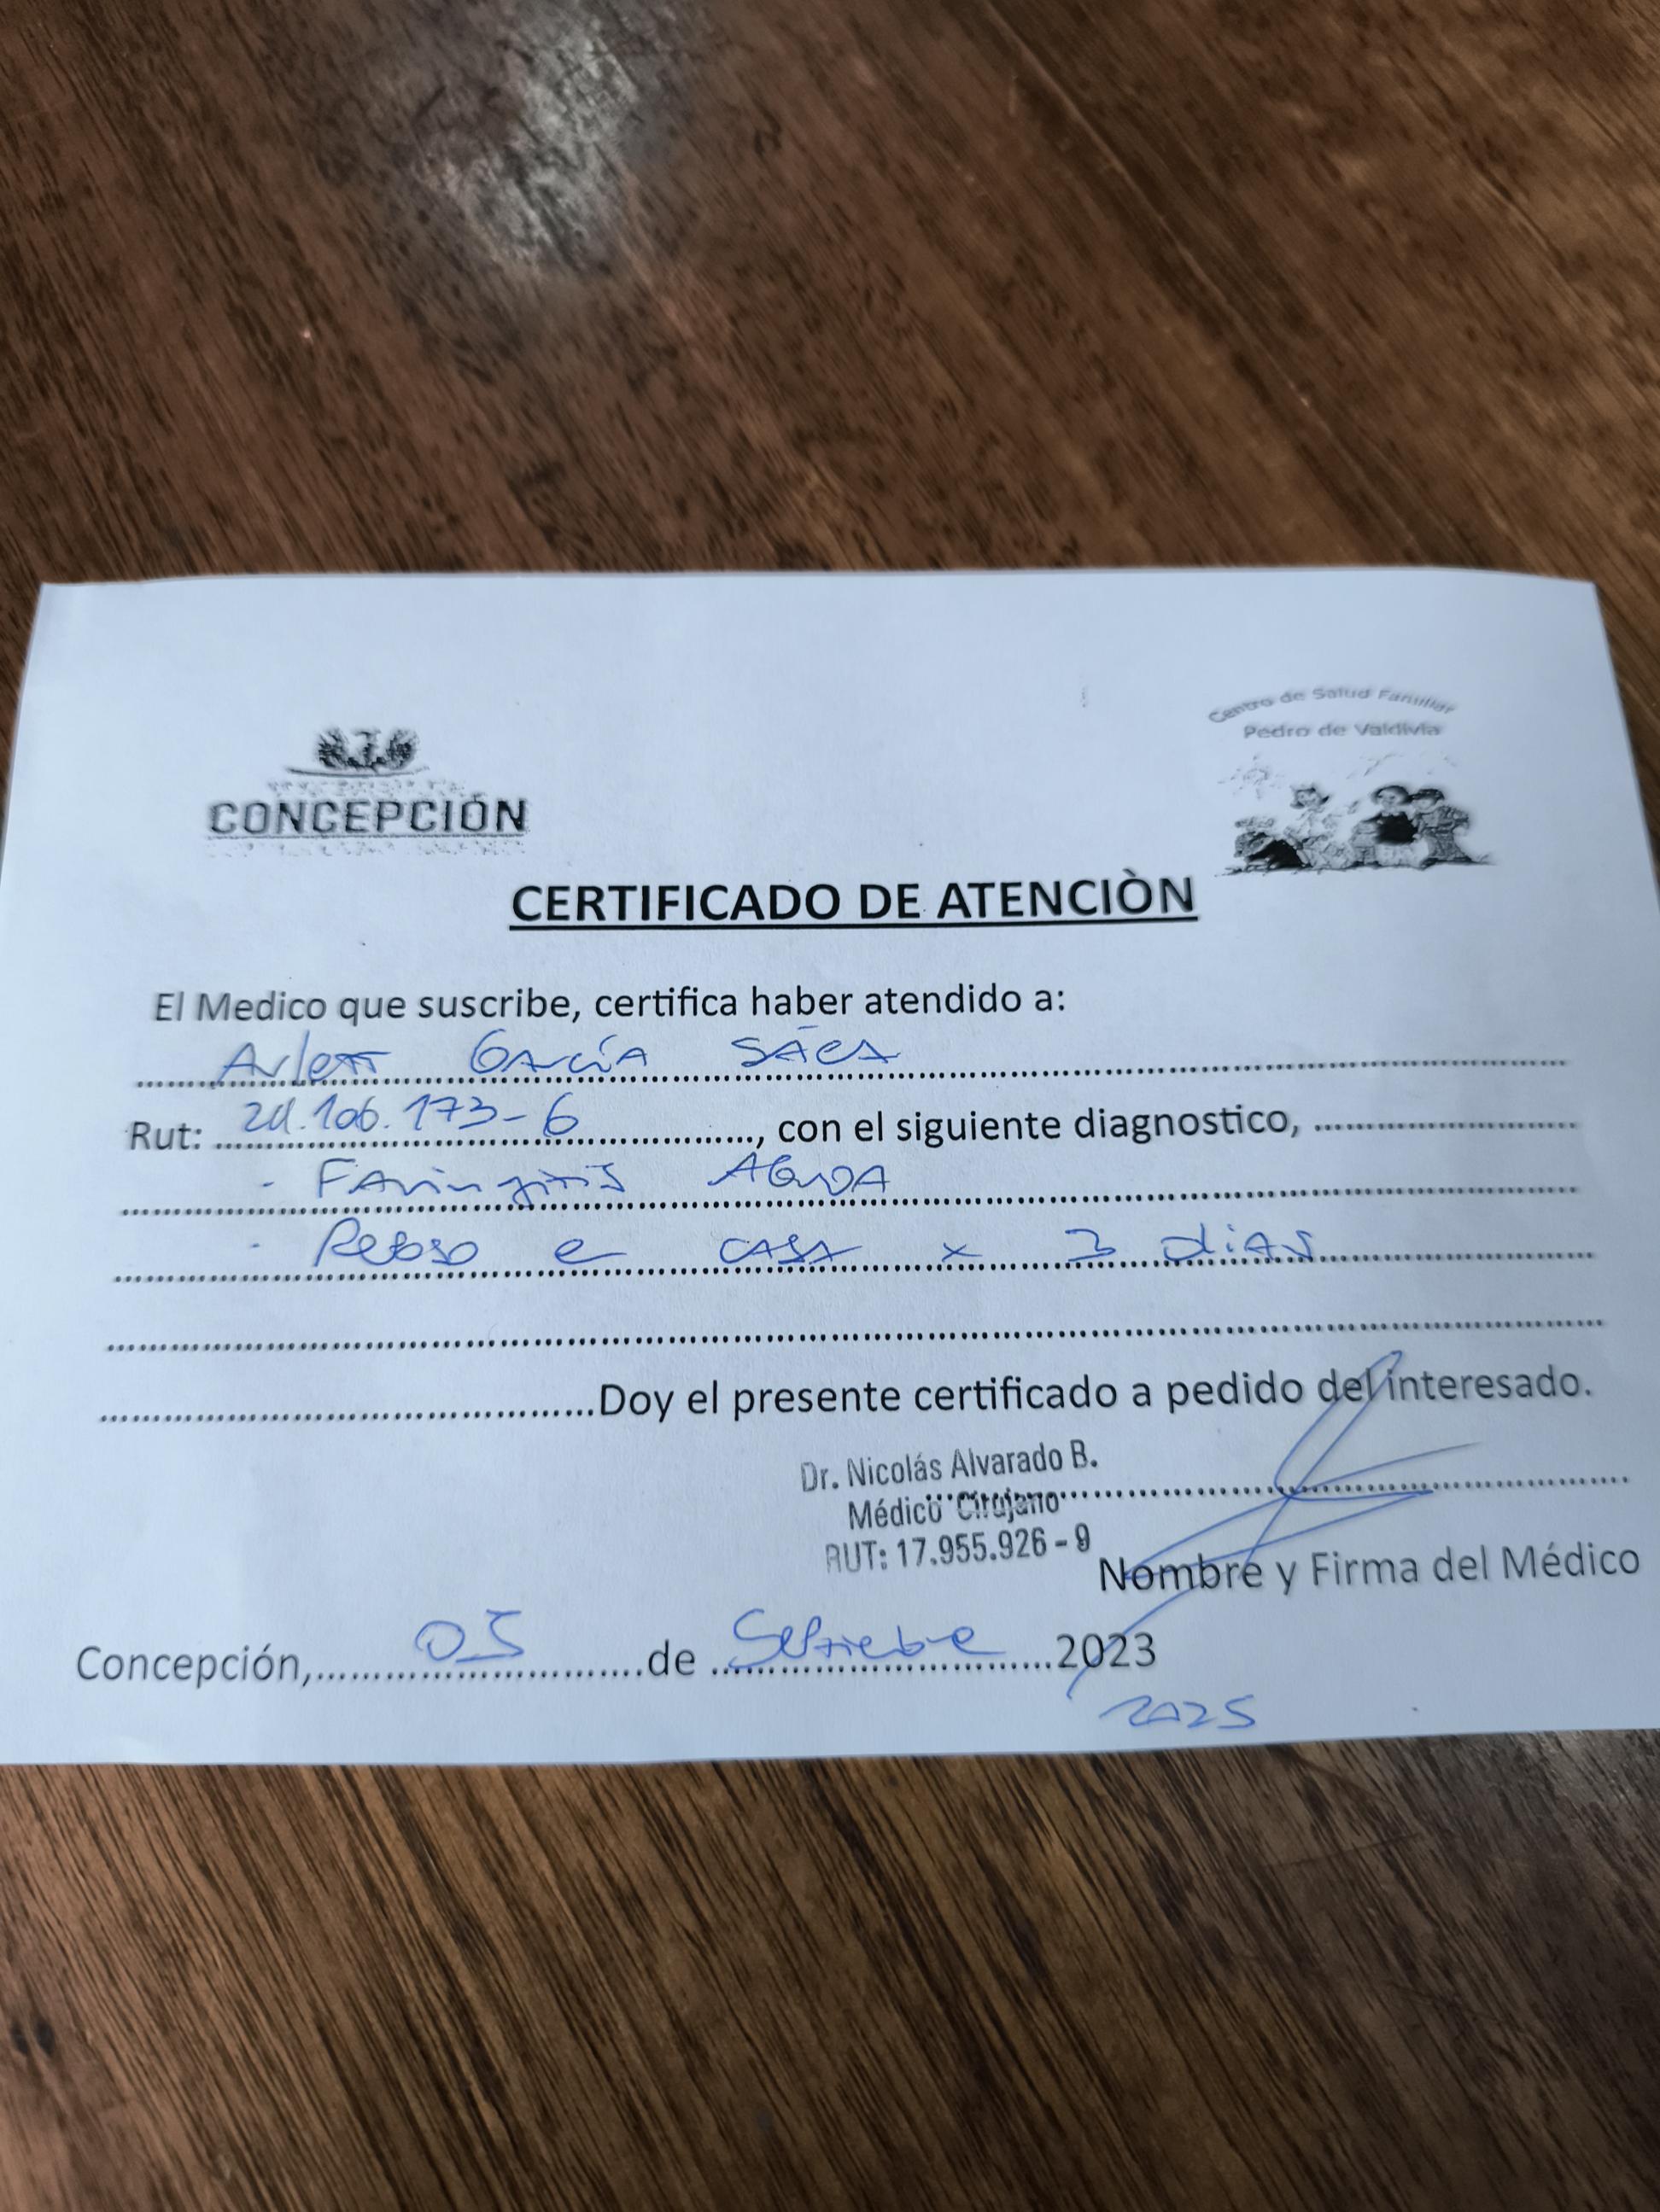 Centro de Salud Familiar
Pedro de Valdivia
CONCEPCIÓN
CERTIFICADO DE ATENCIÒN
El Medico que suscribe, certifica haber atendido a:
Arlett García Sáez
Rut: .106.173-6, con el siguiente diagnostico,
- Faringitis Aguda
- Reposo e casa x 3 dias
Doy el presente certificado a pedido del interesado.
Dr. Nicolás Alvarado B.
Médico Cirujano
RUT: 17.955.926-9
Nombre y Firma del Médico
Concepción, 05 de Septiebre 2023
2025